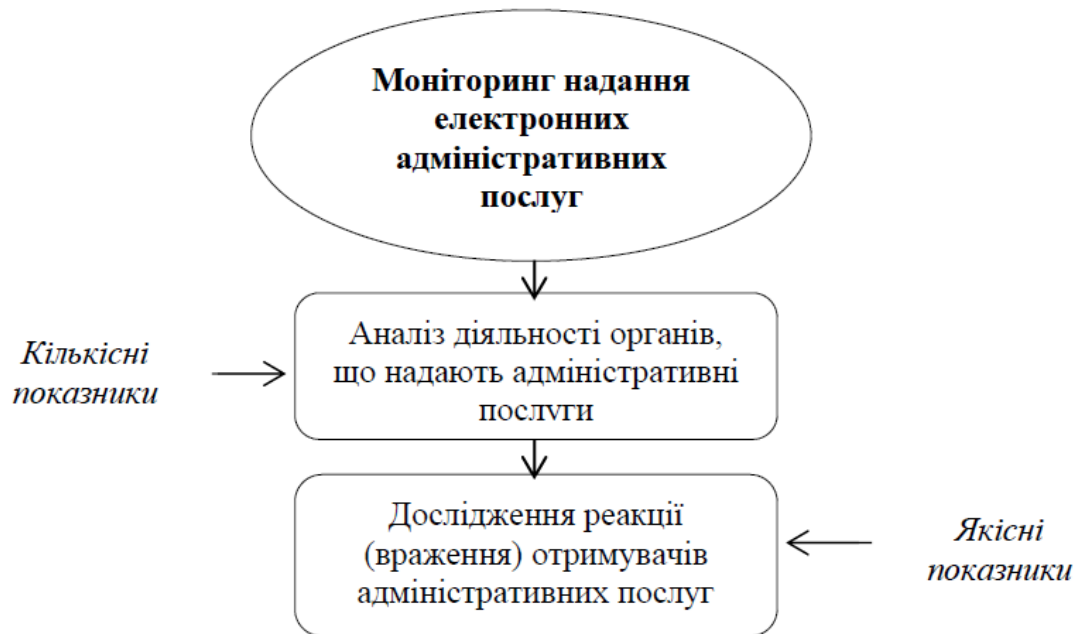 Моніторинг надання
електронних
адміністративних
послуг
Аналіз діяльності органів,
що надають адміністративні
послуги
Кількісні
показники
Дослідження реакції
(враження) отримувачів
адміністративних послуг
Якісні
показники